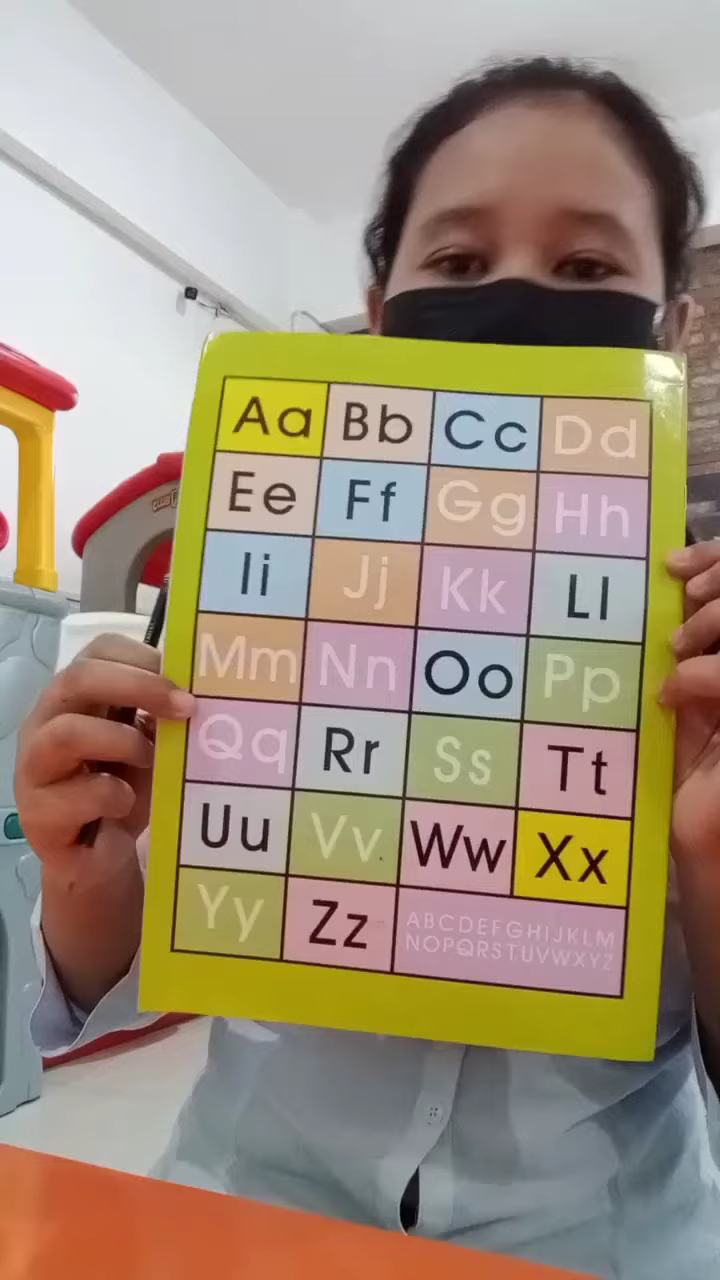 Aa Bb Cc Dd
Ee Ff Gg Hh
Ii Jj Kk Ll
Mm Nn Oo Pp
Qq Rr Ss Tt
Uu Vv Ww Xx
Yy Zz
ABCDEFGHIJKLM
NOPQRSTUVWXYZ